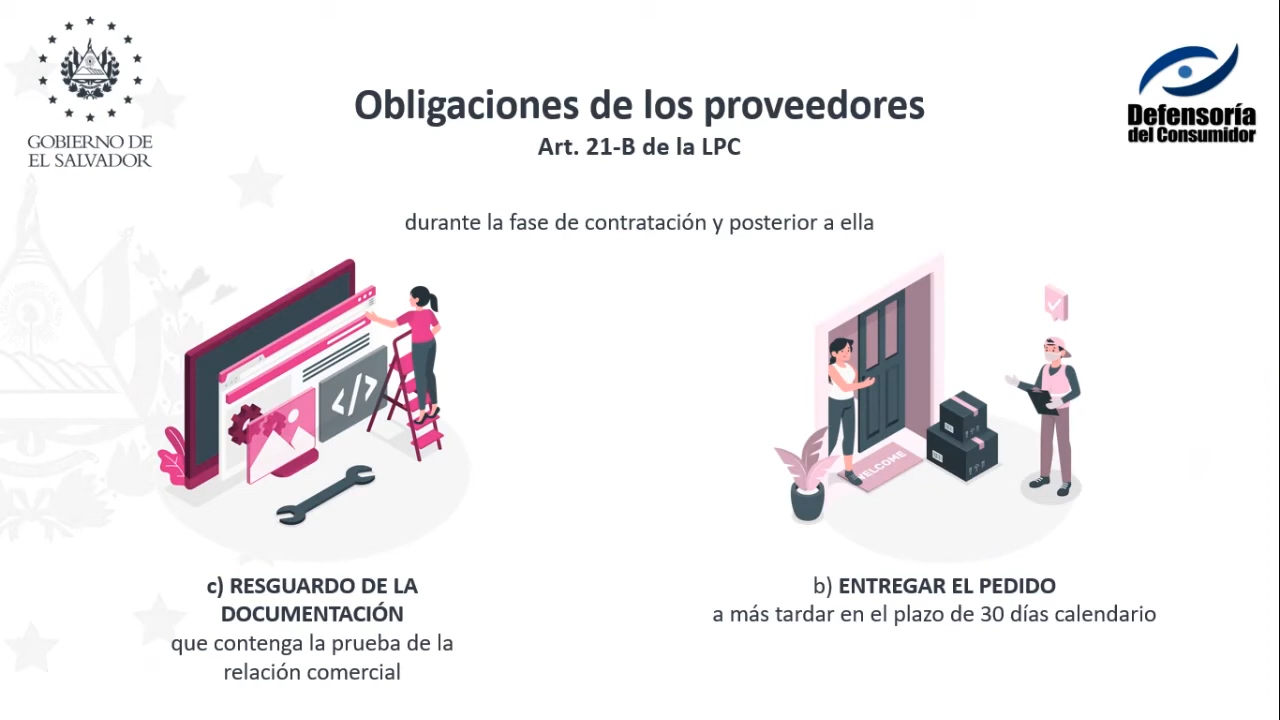 GOBIERNO DE
EL SALVADOR
Defensoría
del Consumidor
Obligaciones de los proveedores
Art. 21-B de la LPC
durante la fase de contratación y posterior a ella
</>
WELCOME
c) RESGUARDO DE LA
DOCUMENTACIÓN
que contenga la prueba de la
relación comercial
b) ENTREGAR EL PEDIDO
a más tardar en el plazo de 30 días calendario